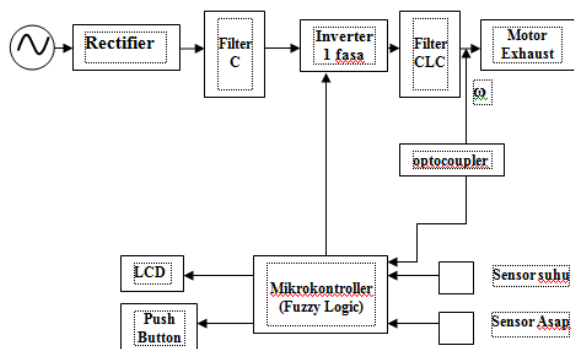 Rectifier
Filter
C
Inverter
1 fasa
Filter
CLC
Motor
Exhaust
ω
optocoupler
LCD
Mikrokontroller
(Fuzzy Logic)
Sensor suhu
Push
Button
Sensor Asap